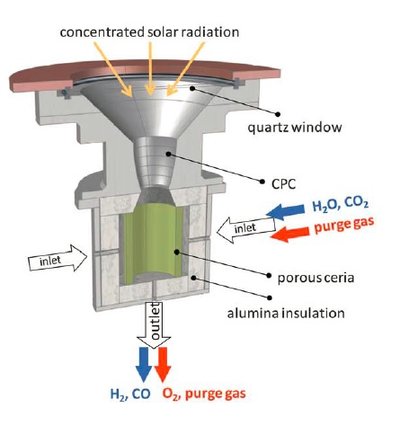 concentrated solar radiation
quartz window
CPC
H₂O, CO₂
inlet
purge gas
inlet
porous ceria
alumina insulation
outlet
H₂, CO O₂, purge gas